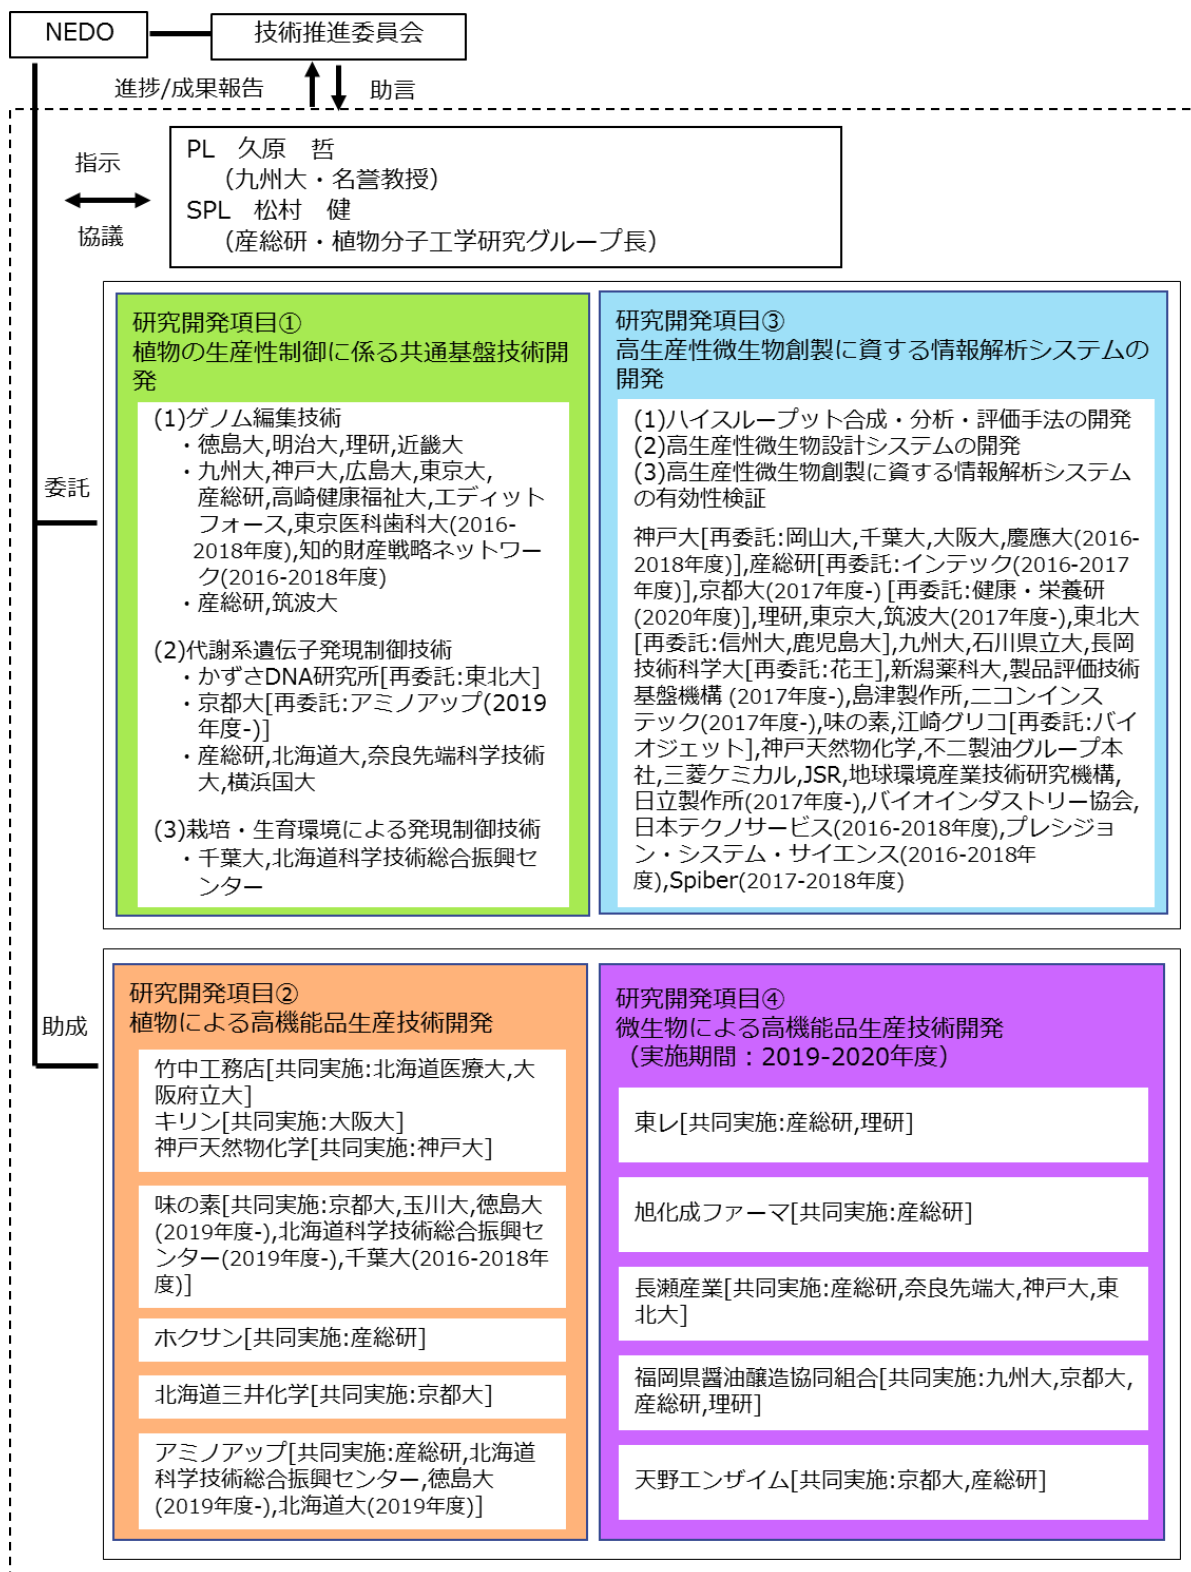 NEDO
技術推進委員会
進捗/成果報告
助言
指示
協議
PL　久原　哲
（九州大・名誉教授）
SPL　松村　健
（産総研・植物分子工学研究グループ長）
委託
研究開発項目①
植物の生産性制御に係る共通基盤技術開
発
(1)ゲノム編集技術
・徳島大,明治大,理研,近畿大
・九州大,神戸大,広島大,東京大,
産総研,高崎健康福祉大,エディット
フォース,東京医科歯科大(2016-
2018年度),知的財産戦略ネットワー
ク(2016-2018年度)
・産総研,筑波大
(2)代謝系遺伝子発現制御技術
・かずさDNA研究所[再委託:東北大]
・京都大[再委託:アミノアップ(2019
年度-)]
・産総研,北海道大,奈良先端科学技術
大,横浜国大
(3)栽培・生育環境による発現制御技術
・千葉大,北海道科学技術総合振興セ
ンター
研究開発項目③
高生産性微生物創製に資する情報解析システムの
開発
(1)ハイスループット合成・分析・評価手法の開発
(2)高生産性微生物設計システムの開発
(3)高生産性微生物創製に資する情報解析システム
の有効性検証
神戸大[再委託:岡山大,千葉大,大阪大,慶應大(2016-
2018年度)],産総研[再委託:インテック(2016-2017
年度)],京都大(2017年度-) [再委託:健康・栄養研
(2020年度)],理研,東京大,筑波大(2017年度-),東北大
[再委託:信州大,鹿児島大],九州大,石川県立大,長岡
技術科学大[再委託:花王],新潟薬科大,製品評価技術
基盤機構 (2017年度-),島津製作所,ニコンインス
テック(2017年度-),味の素,江崎グリコ[再委託:バイ
オジェット],神戸天然物化学,不二製油グループ本
社,三菱ケミカル,JSR,地球環境産業技術研究機構,
日立製作所(2017年度-),バイオインダストリー協会,
日本テクノサービス(2016-2018年度),プレシジョ
ン・システム・サイエンス(2016-2018年
度),Spiber(2017-2018年度)
助成
研究開発項目②
植物による高機能品生産技術開発
竹中工務店[共同実施:北海道医療大,大
阪府立大]
キリン[共同実施:大阪大]
神戸天然物化学[共同実施:神戸大]
味の素[共同実施:京都大,玉川大,徳島大
(2019年度-),北海道科学技術総合振興セ
ンター(2019年度-),千葉大(2016-2018年
度)]
ホクサン[共同実施:産総研]
北海道三井化学[共同実施:京都大]
アミノアップ[共同実施:産総研,北海道
科学技術総合振興センター,徳島大
(2019年度-),北海道大(2019年度)]
研究開発項目④
微生物による高機能品生産技術開発
（実施期間：2019-2020年度）
東レ[共同実施:産総研,理研]
旭化成ファーマ[共同実施:産総研]
長瀬産業[共同実施:産総研,奈良先端大,神戸大,東
北大]
福岡県醤油醸造協同組合[共同実施:九州大,京都大,
産総研,理研]
天野エンザイム[共同実施:京都大,産総研]